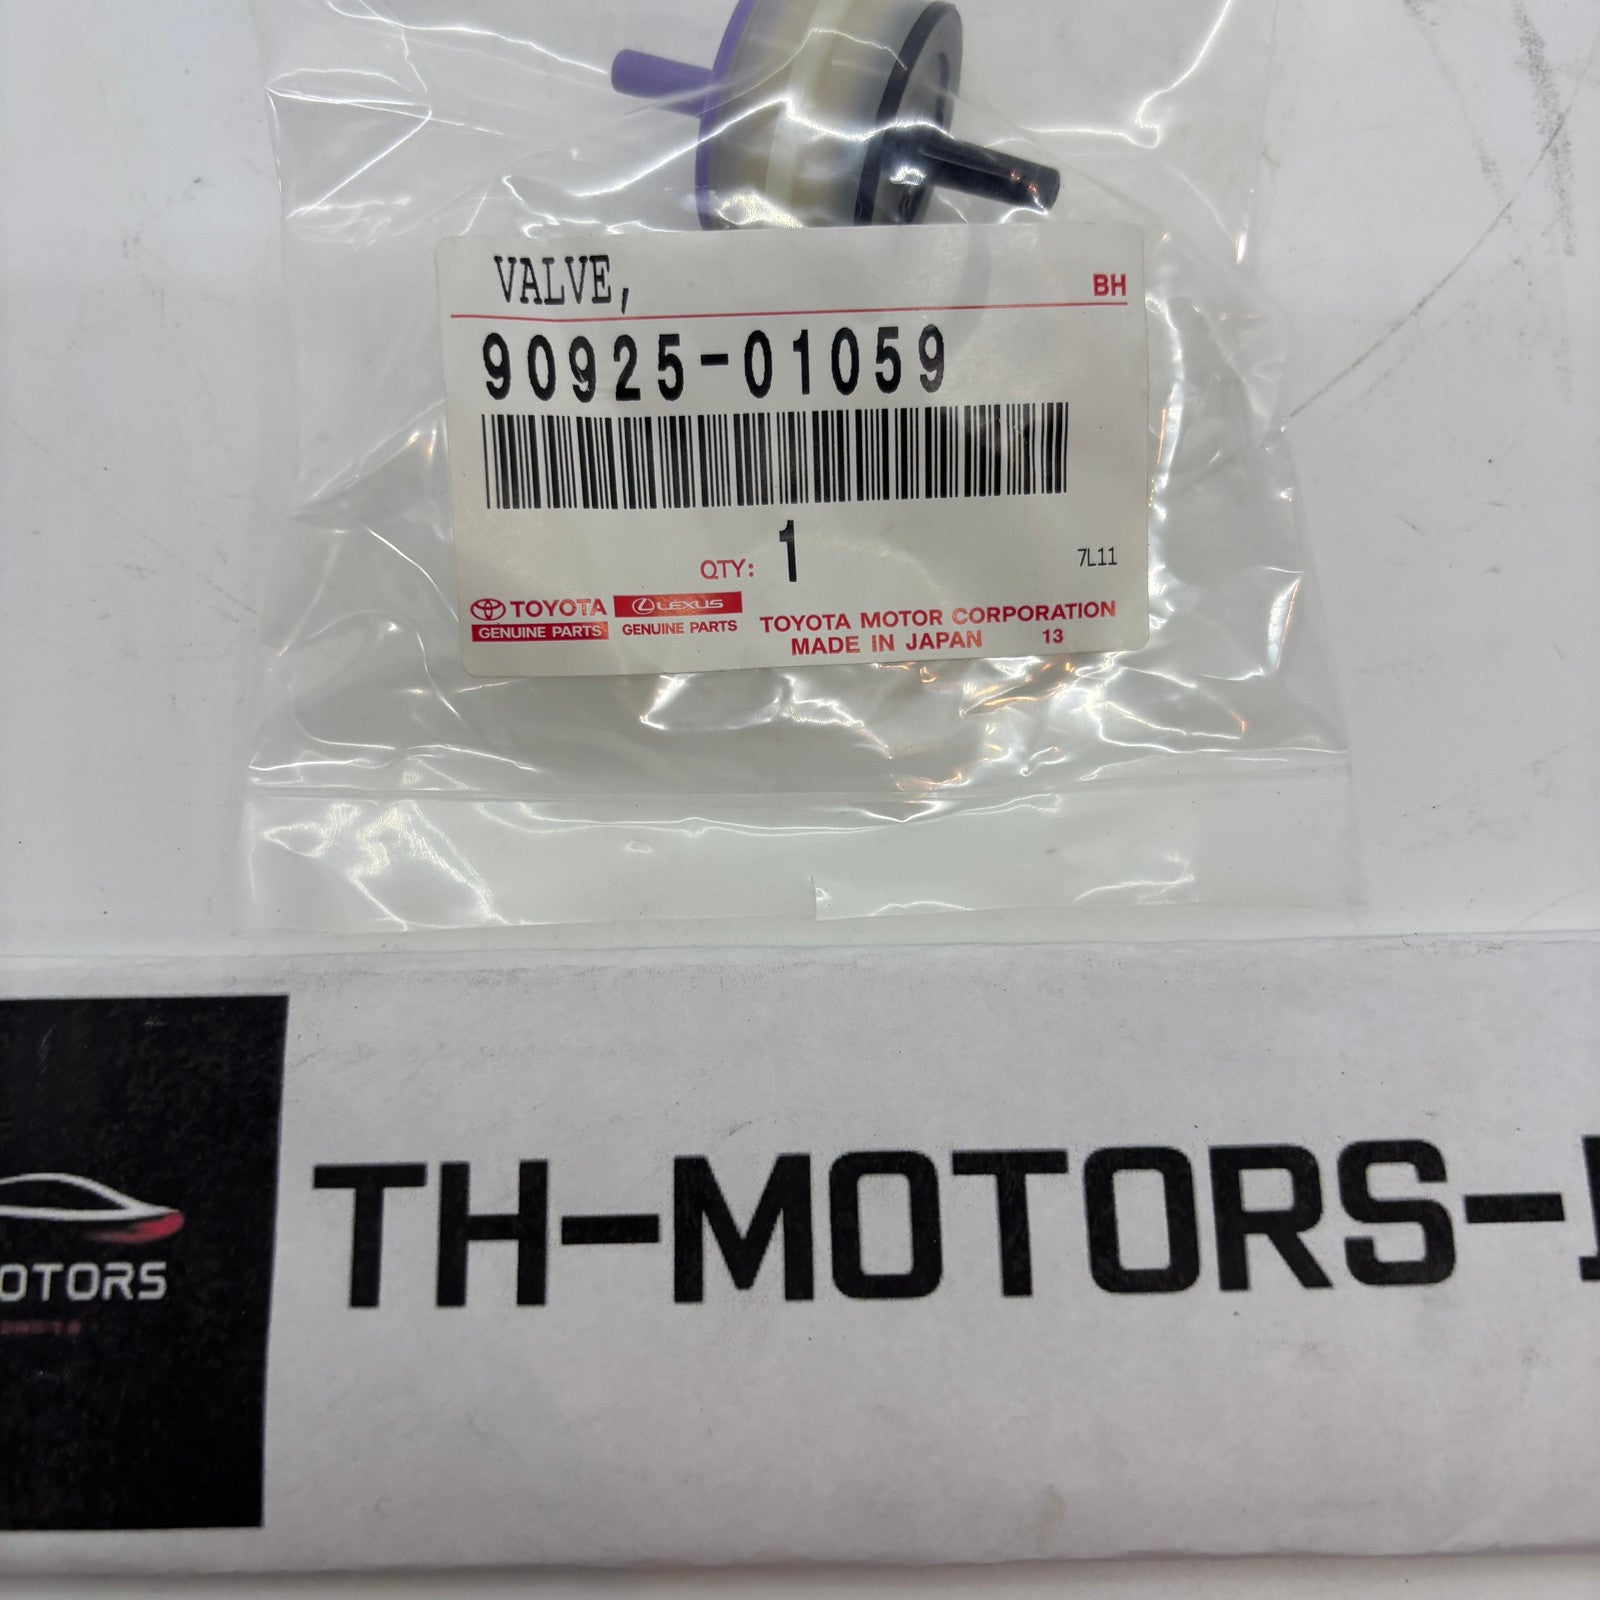 VALVE,
BH
90925-01059
QTY: 1
7L11
TOYOTA
GENUINE PARTS
LEXUS
GENUINE PARTS
TOYOTA MOTOR CORPORATION
MADE IN JAPAN 13
TH-MOTORS-
OTORS